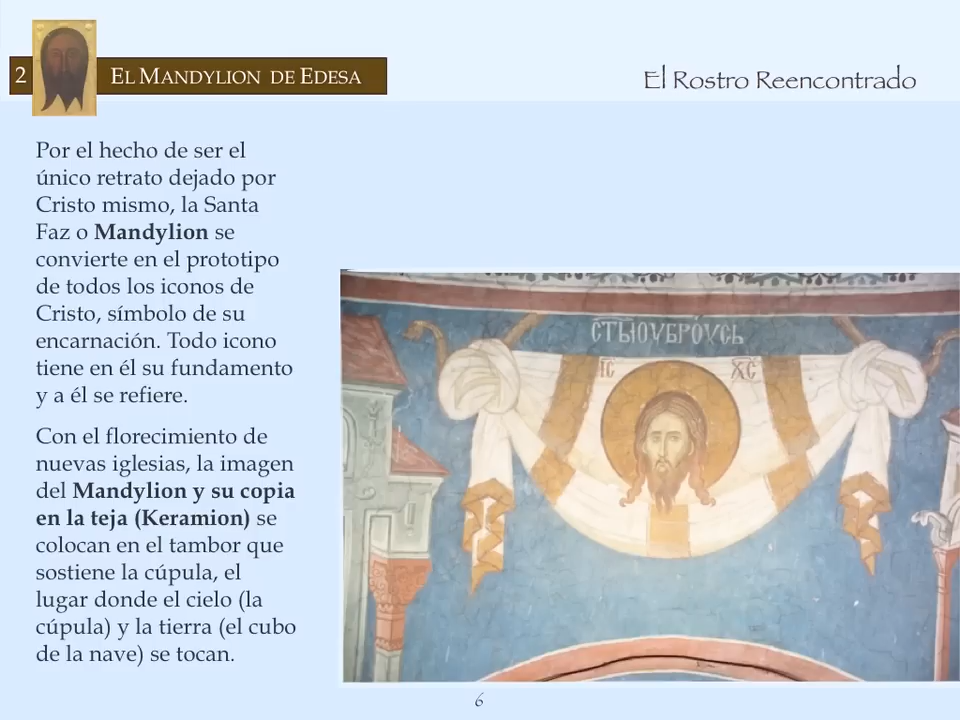 2
EL MANDYLION DE EDESA
El Rostro Reencontrado
Por el hecho de ser el
único retrato dejado por
Cristo mismo, la Santa
Faz o Mandylion se
convierte en el prototipo
de todos los iconos de
Cristo, símbolo de su
encarnación. Todo icono
tiene en él su fundamento
y a él se refiere.
Con el florecimiento de
nuevas iglesias, la imagen
del Mandylion y su copia
en la teja (Keramion) se
colocan en el tambor que
sostiene la cúpula, el
lugar donde el cielo (la
cúpula) y la tierra (el cubo
de la nave) se tocan.
СТЫ ОУБРОУСЬ
IC ХС
6